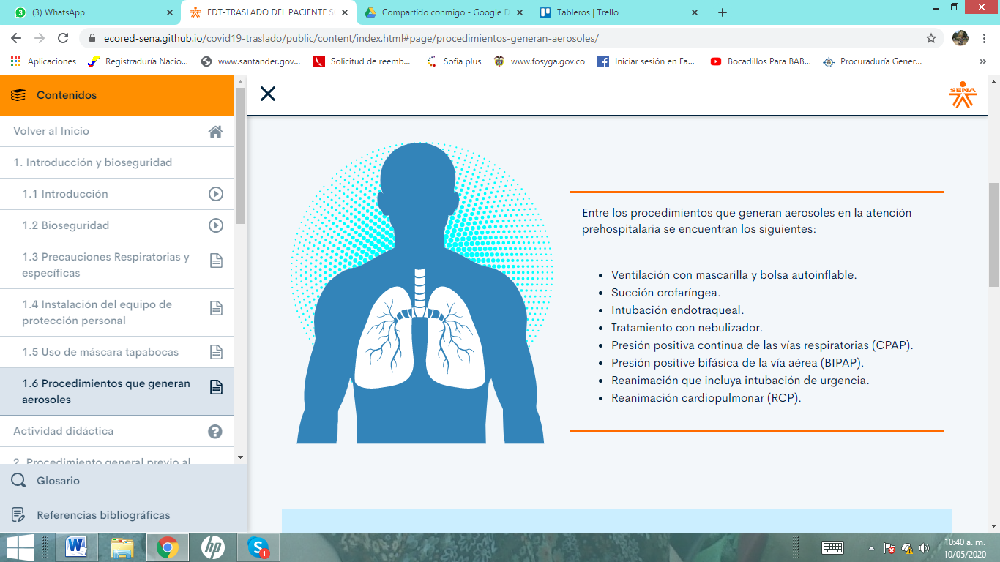 3
(3) WhatsApp
EDT-TRASLADO DEL PACIENTE S
Compartido conmigo - Google D
Tableros | Trello
ecored-sena.github.io/covid19-traslado/public/content/index.html#page/procedimientos-generan-aerosoles/
Aplicaciones
Registraduría Nacio...
www.santander.gov...
Solicitud de reemb...
Sofia plus
www.fosyga.gov.co
Iniciar sesión en Fa...
Bocadillos Para BAB...
Procuraduría Gener...
»
Contenidos
SENA
Volver al Inicio
1. Introducción y bioseguridad
1.1 Introducción
1.2 Bioseguridad
1.3 Precauciones Respiratorias y
específicas
1.4 Instalación del equipo de
protección personal
1.5 Uso de máscara tapabocas
1.6 Procedimientos que generan
aerosoles
Actividad didáctica
2. Procedimiento general previo al
Glosario
Referencias bibliográficas
Entre los procedimientos que generan aerosoles en la atención
prehospitalaria se encuentran los siguientes:
• Ventilación con mascarilla y bolsa autoinflable.
• Succión orofaríngea.
• Intubación endotraqueal.
• Tratamiento con nebulizador.
• Presión positiva continua de las vías respiratorias (CPAP).
• Presión positive bifásica de la vía aérea (BIPAP).
• Reanimación que incluya intubación de urgencia.
• Reanimación cardiopulmonar (RCP).
W
hp
S
1
10:40 a. m.
10/05/2020